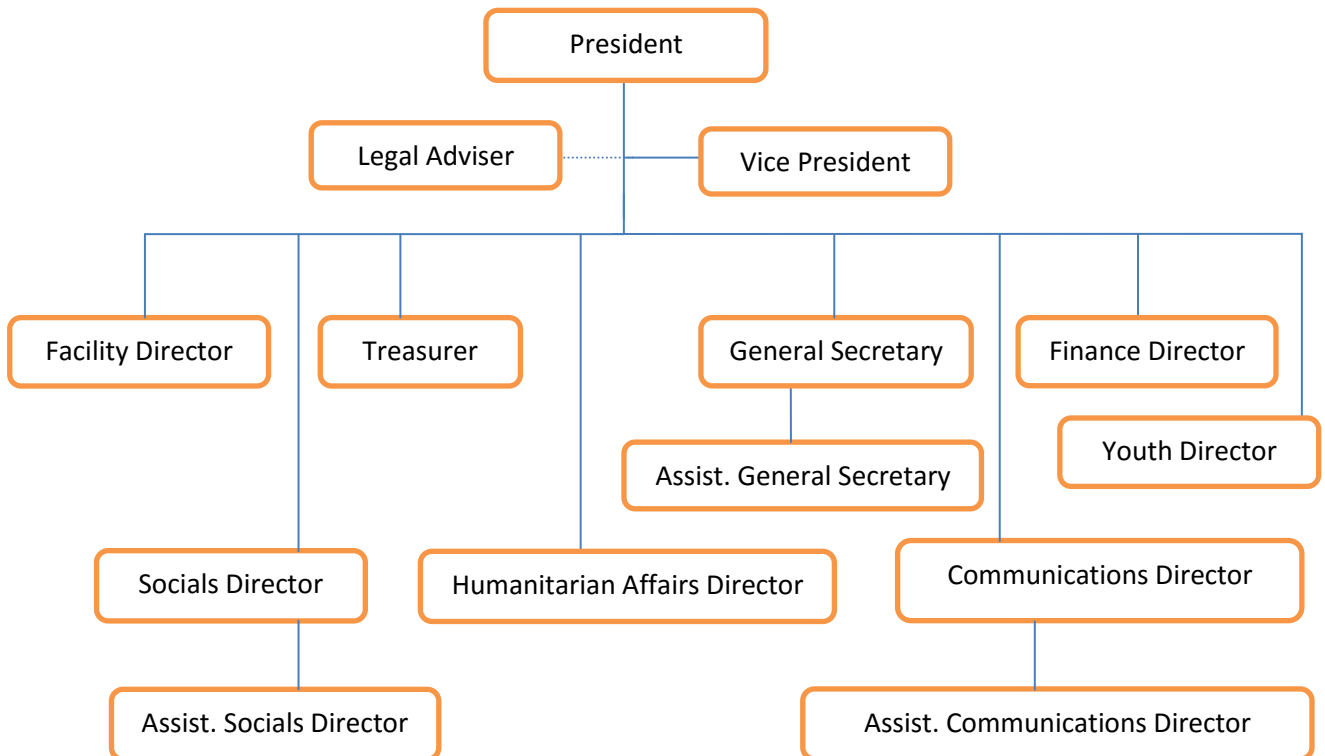 President
Legal Adviser
Vice President
Facility Director
Treasurer
General Secretary
Finance Director
Youth Director
Assist. General Secretary
Socials Director
Humanitarian Affairs Director
Communications Director
Assist. Socials Director
Assist. Communications Director